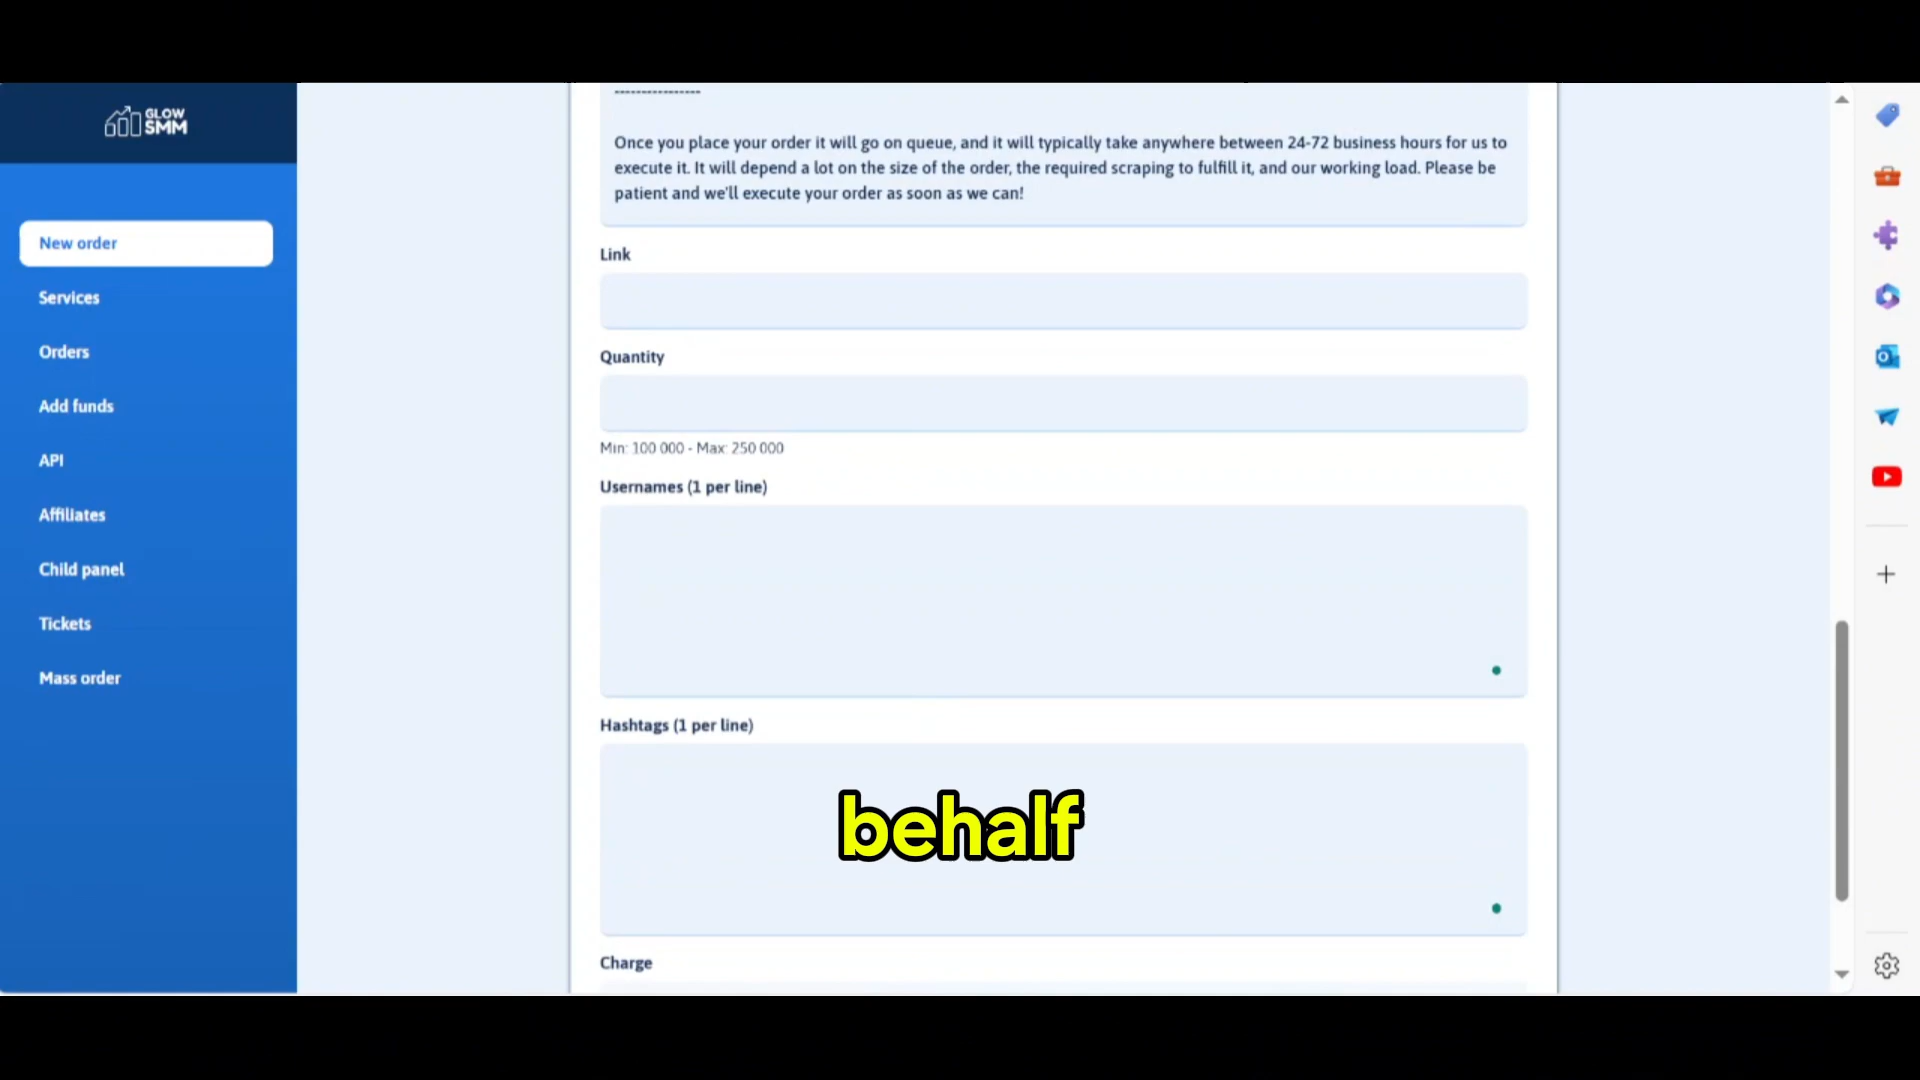 GLOW
SMM
New order
Services
Orders
Add funds
API
Affiliates
Child panel
Tickets
Mass order
----------------
Once you place your order it will go on queue, and it will typically take anywhere between 24-72 business hours for us to
execute it. It will depend a lot on the size of the order, the required scraping to fulfill it, and our working load. Please be
patient and we'll execute your order as soon as we can!
Link
Quantity
Min: 100 000 - Max: 250 000
Usernames (1 per line)
Hashtags (1 per line)
behalf
Charge